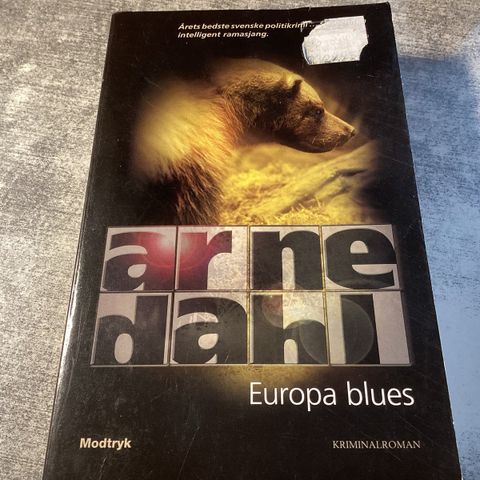 Årets bedste svenske politikrimi
intelligent ramasjang.
arne
dahl
Europa blues
Modtryk
KRIMINALROMAN